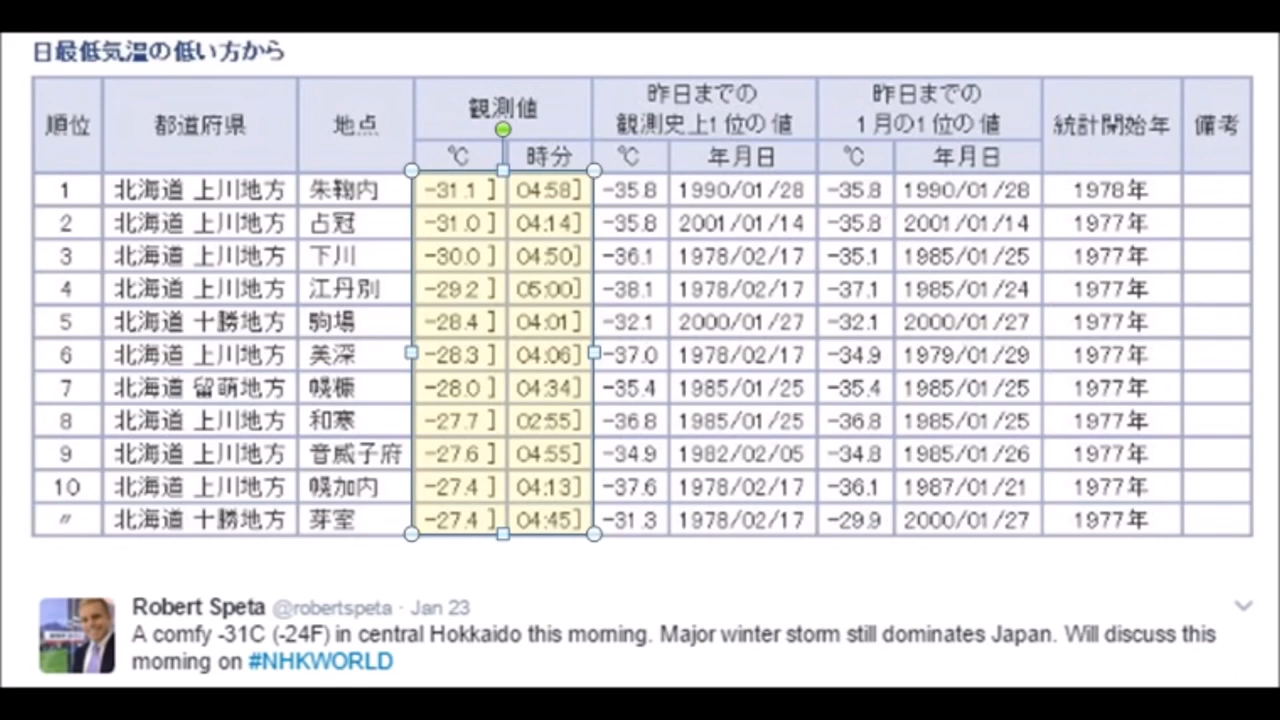 日最低気温の低い方から
順位 都道府県 地点 観測値 昨日までの観測史上1位の値 昨日までの1月の1位の値 統計開始年 備考
℃ 時分 ℃ 年月日 ℃ 年月日
1 北海道 上川地方 朱鞠内 -31.1 ] 04:58] -35.8 1990/01/28 -35.8 1990/01/28 1978年
2 北海道 上川地方 占冠 -31.0 ] 04:14] -35.8 2001/01/14 -35.8 2001/01/14 1977年
3 北海道 上川地方 下川 -30.0 ] 04:50] -36.1 1978/02/17 -35.1 1985/01/25 1977年
4 北海道 上川地方 江丹別 -29.2 ] 05:00] -38.1 1978/02/17 -37.1 1985/01/24 1977年
5 北海道 十勝地方 駒場 -28.4 ] 04:01] -32.1 2000/01/27 -32.1 2000/01/27 1977年
6 北海道 上川地方 美深 -28.3 ] 04:06] -37.0 1978/02/17 -34.9 1979/01/29 1977年
7 北海道 留萌地方 幌糠 -28.0 ] 04:34] -35.4 1985/01/25 -35.4 1985/01/25 1977年
8 北海道 上川地方 和寒 -27.7 ] 02:55] -36.8 1985/01/25 -36.8 1985/01/25 1977年
9 北海道 上川地方 音威子府 -27.6 ] 04:55] -34.9 1982/02/05 -34.8 1985/01/26 1977年
10 北海道 上川地方 幌加内 -27.4 ] 04:13] -37.6 1978/02/17 -36.1 1987/01/21 1977年
〃 北海道 十勝地方 芽室 -27.4 ] 04:45] -31.3 1978/02/17 -29.9 2000/01/27 1977年
Robert Speta @robertspeta · Jan 23
A comfy -31C (-24F) in central Hokkaido this morning. Major winter storm still dominates Japan. Will discuss this
morning on #NHKWORLD